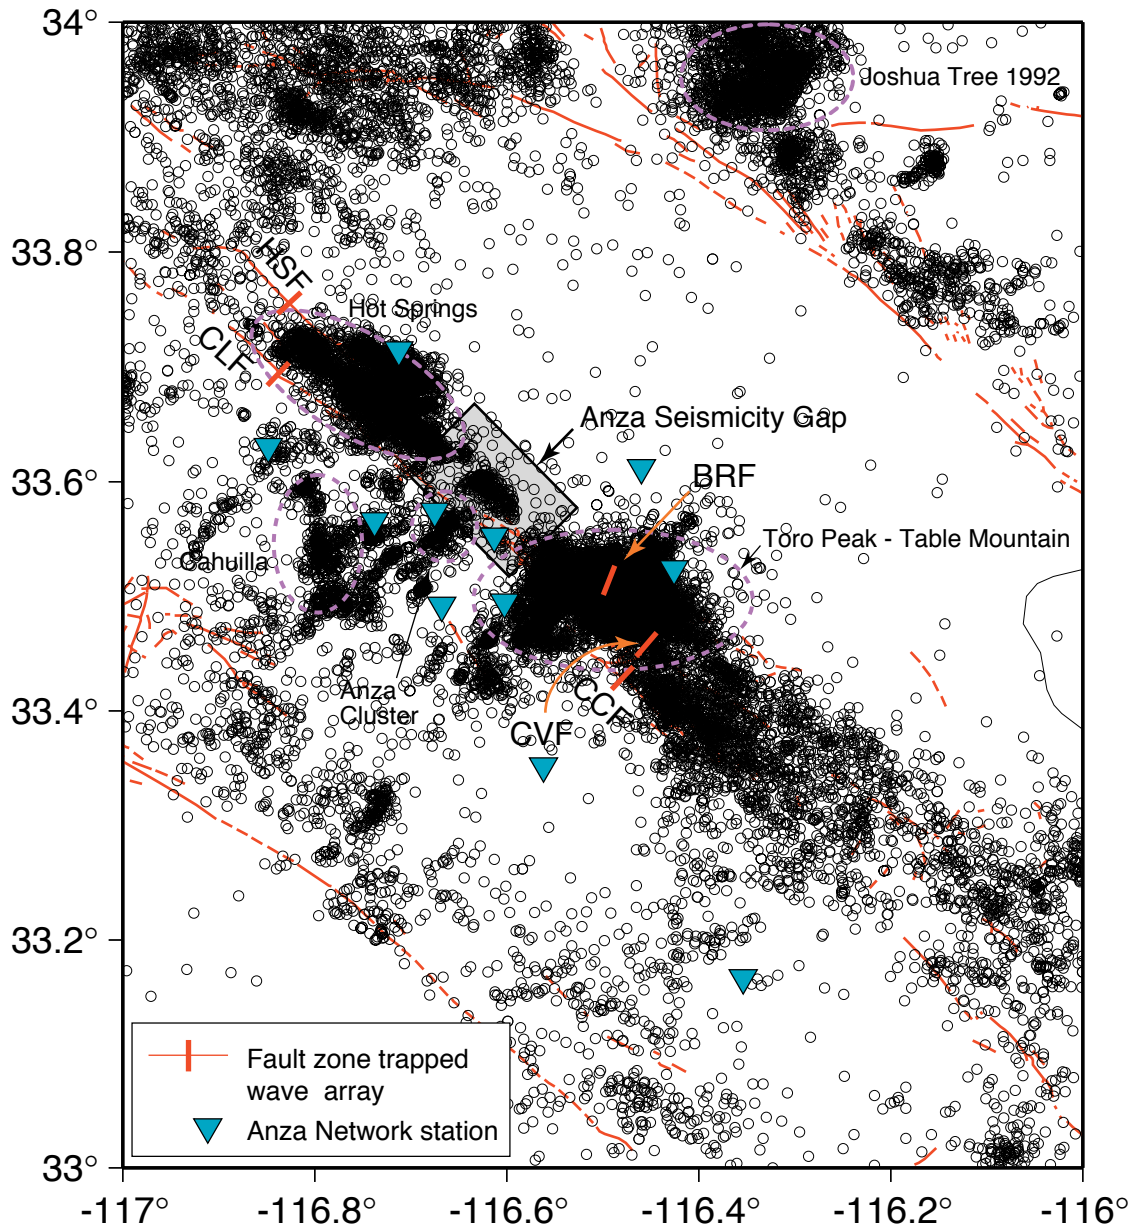 34°
Joshua Tree 1992
33.8°
HSF
Hot Springs
CLF
Anza Seismicity Gap
33.6°
BRF
Toro Peak - Table Mountain
Cahuilla
Anza
Cluster
33.4°
CCF
CVF
33.2°
Fault zone trapped
wave array
Anza Network station
33°
-117°
-116.8°
-116.6°
-116.4°
-116.2°
-116°